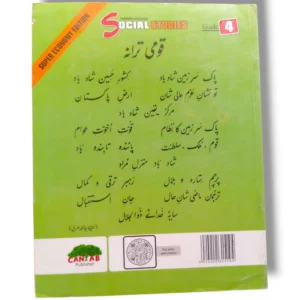 SUPER ECONOMY EDITION
SOCIAL STUDIES
Grade 4
قومی ترانہ
پاک سرزمین شاد باد کشور حسین شاد باد
تو نشانِ عزمِ عالی شان ارضِ پاکستان
مرکزِ یقین شاد باد
پاک سرزمین کا نظام قوتِ اخوتِ عوام
قوم، ملک، سلطنت پائندہ تابندہ باد
شاد باد منزلِ مراد
پرچمِ ستارہ و ہلال رہبرِ ترقی و کمال
ترجمانِ ماضی شانِ حال جانِ استقبال
سایۂ خدائے ذوالجلال
CANTAB
Publisher